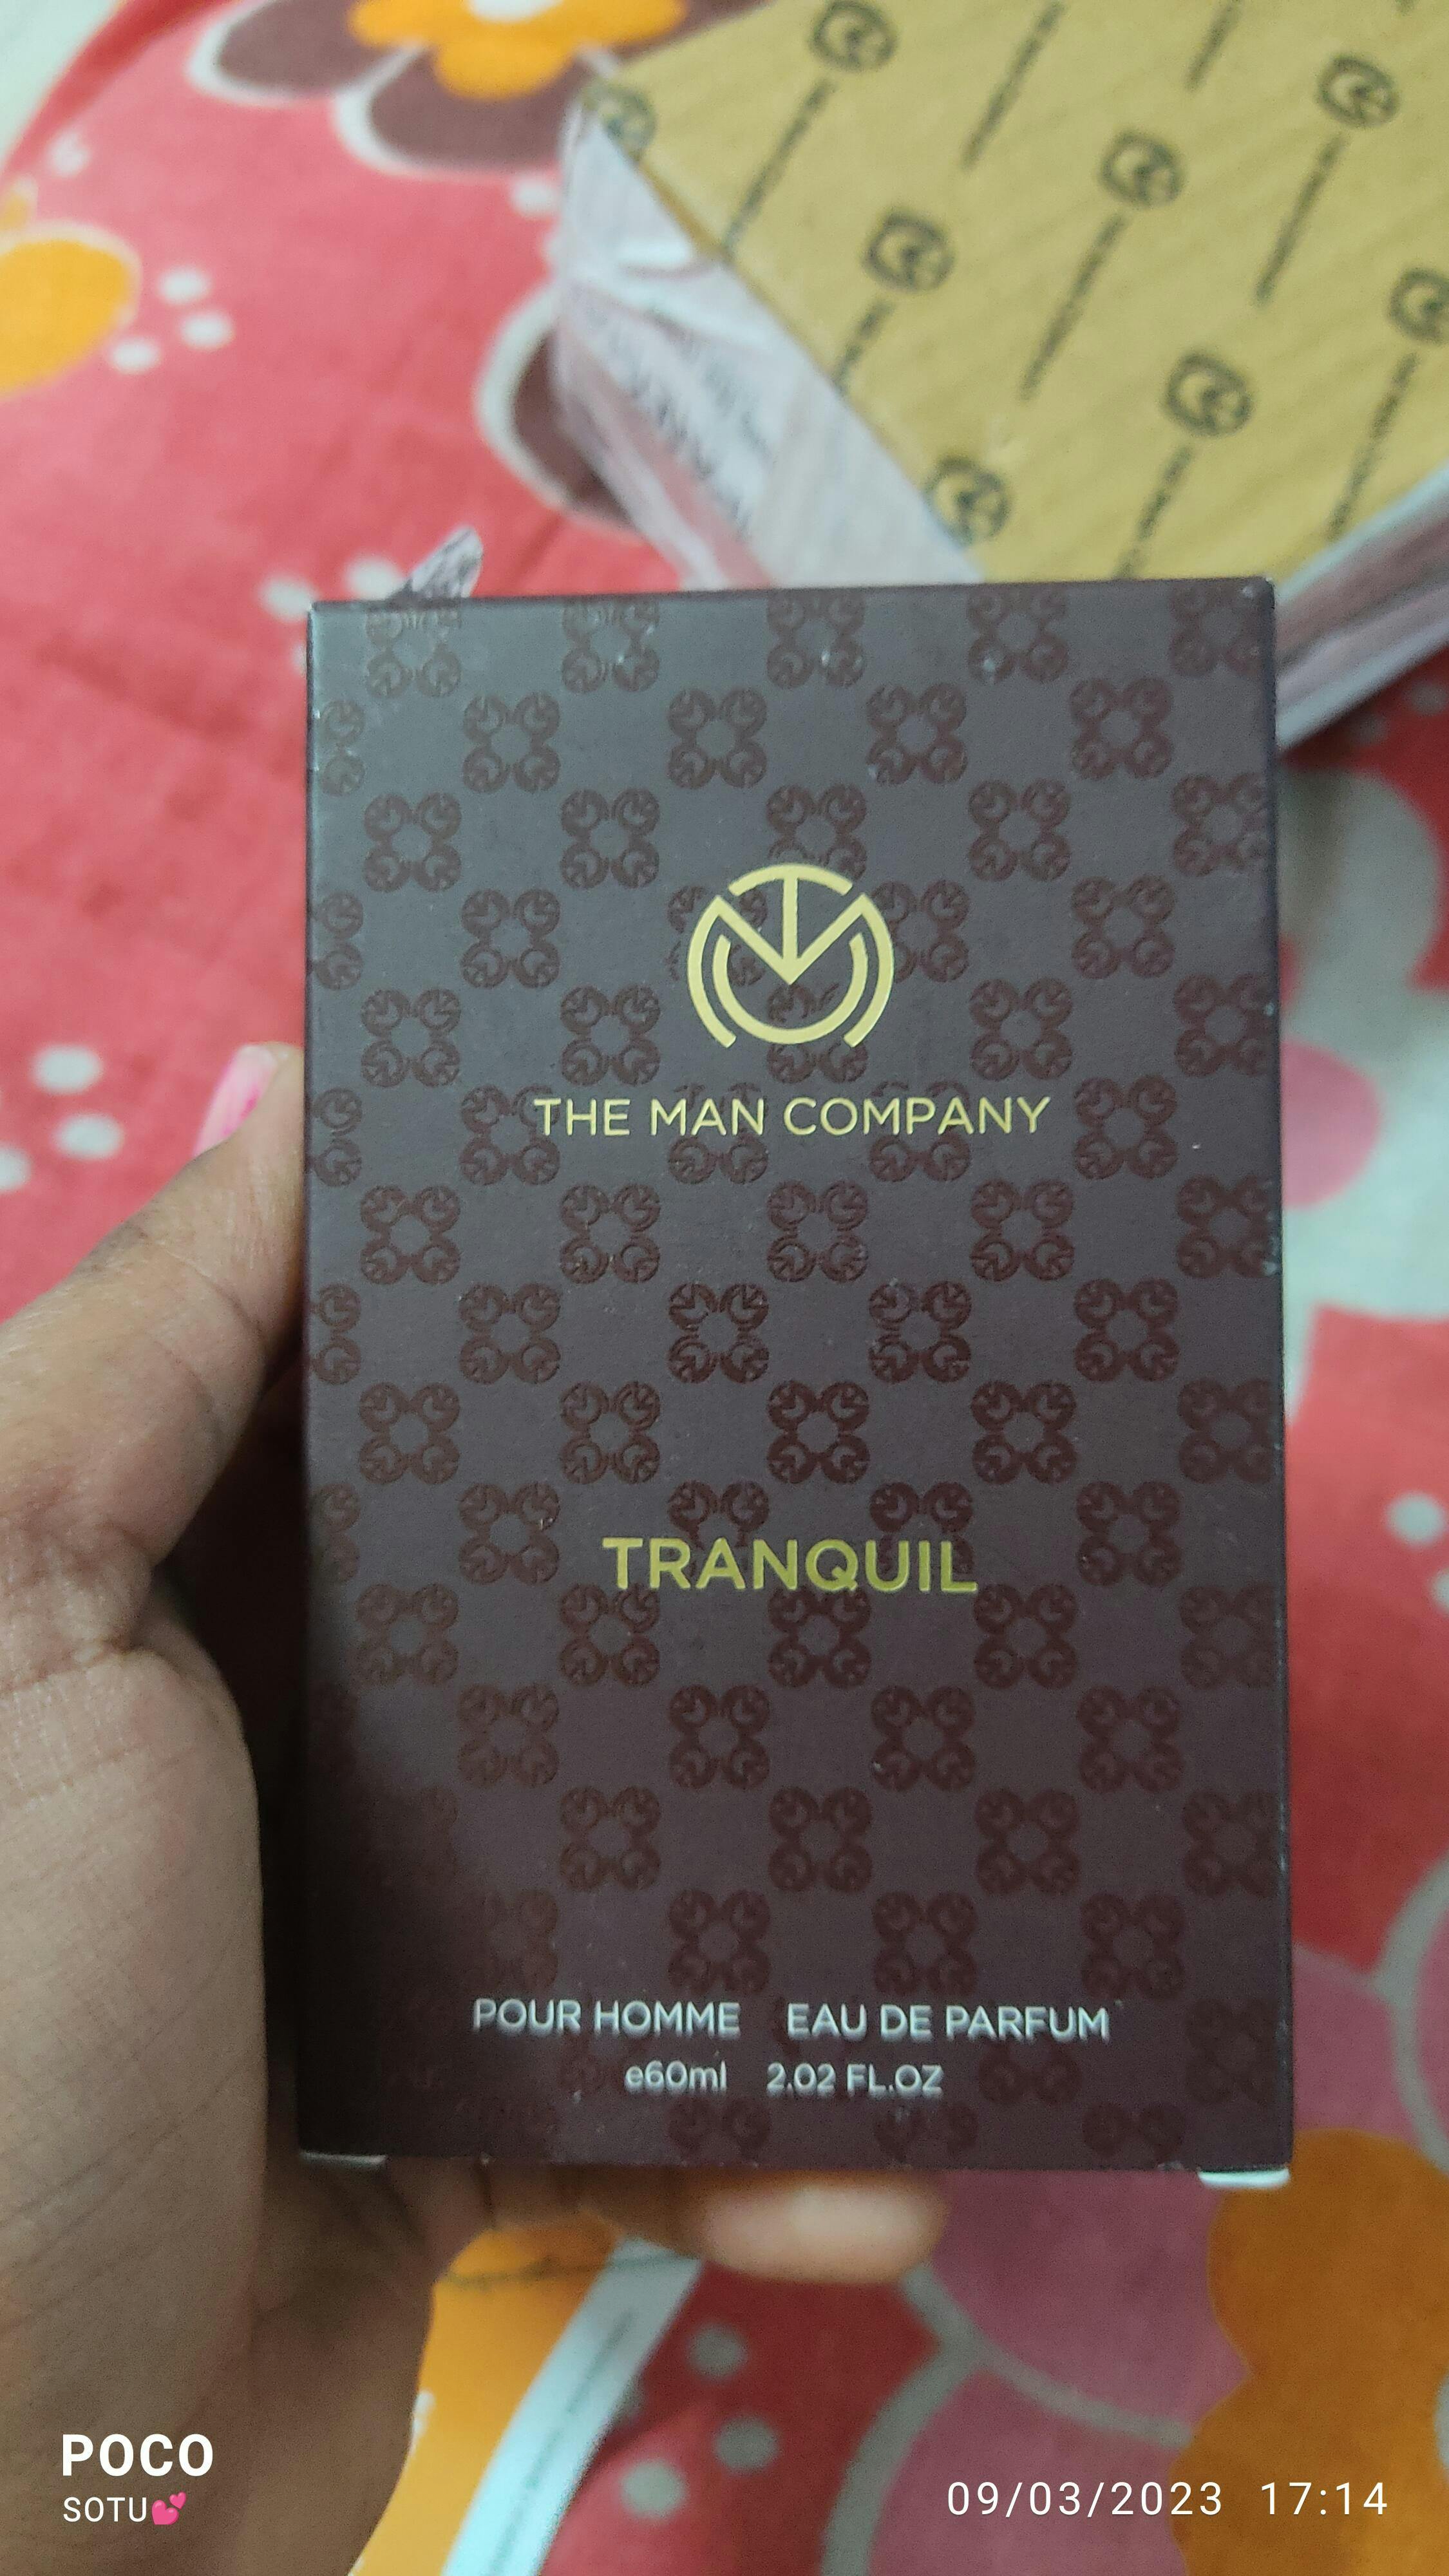 THE MAN COMPANY
TRANQUIL
POUR HOMME EAU DE PARFUM
e60ml 2.02 FL.OZ
POCO
SOTU💕
09/03/2023 17:14